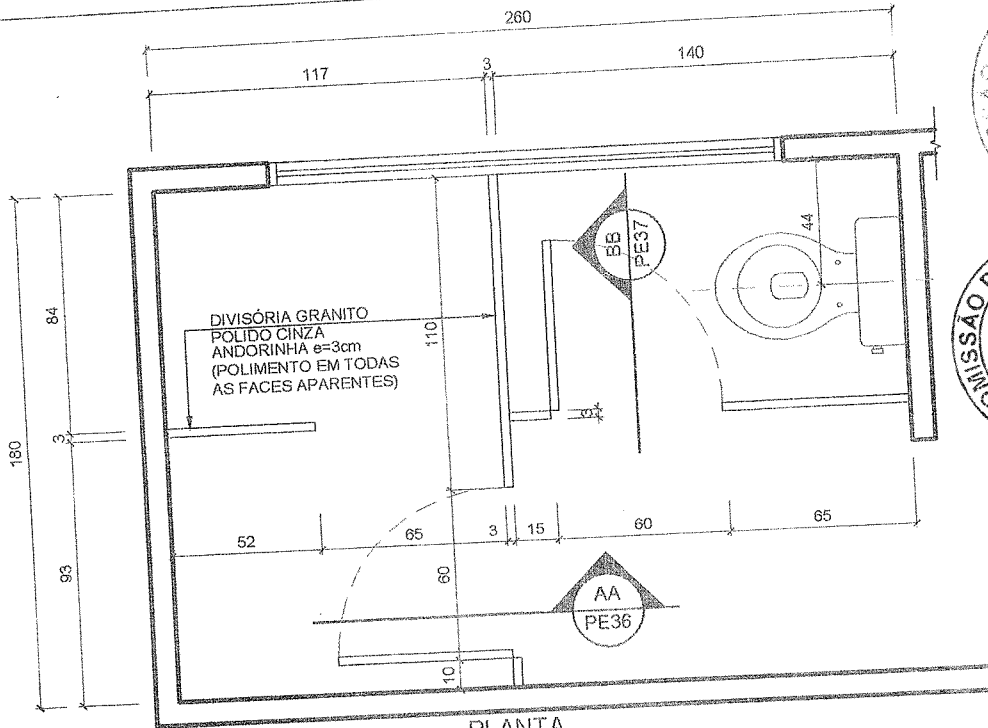 260
117
3
140
44
BB
PE37
84
DIVISÓRIA GRANITO
POLIDO CINZA
ANDORINHA e=3cm
(POLIMENTO EM TODAS
AS FACES APARENTES)
110
180
3
3
52
65
3
15
60
65
93
60
AA
PE36
10
PLANTA